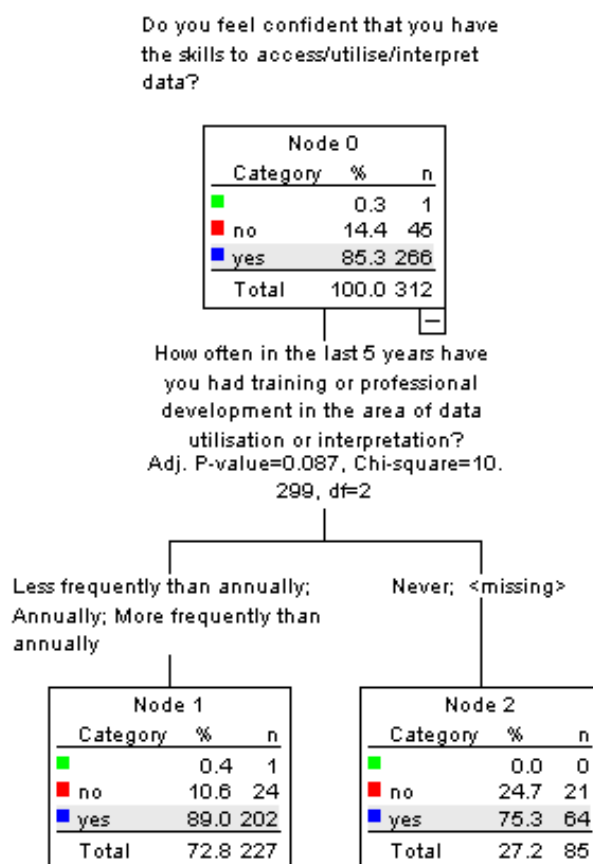 Do you feel confident that you have
the skills to access/utilise/interpret
data?
Node 0
Category % n
0.3 1
no 14.4 45
yes 85.3 266
Total 100.0 312
How often in the last 5 years have
you had training or professional
development in the area of data
utilisation or interpretation?
Adj. P-value=0.087, Chi-square=10.
299, df=2
Less frequently than annually;
Annually; More frequently than
annually
Never; <missing>
Node 1
Category % n
0.4 1
no 10.6 24
yes 89.0 202
Total 72.8 227
Node 2
Category % n
0.0 0
no 24.7 21
yes 75.3 64
Total 27.2 85